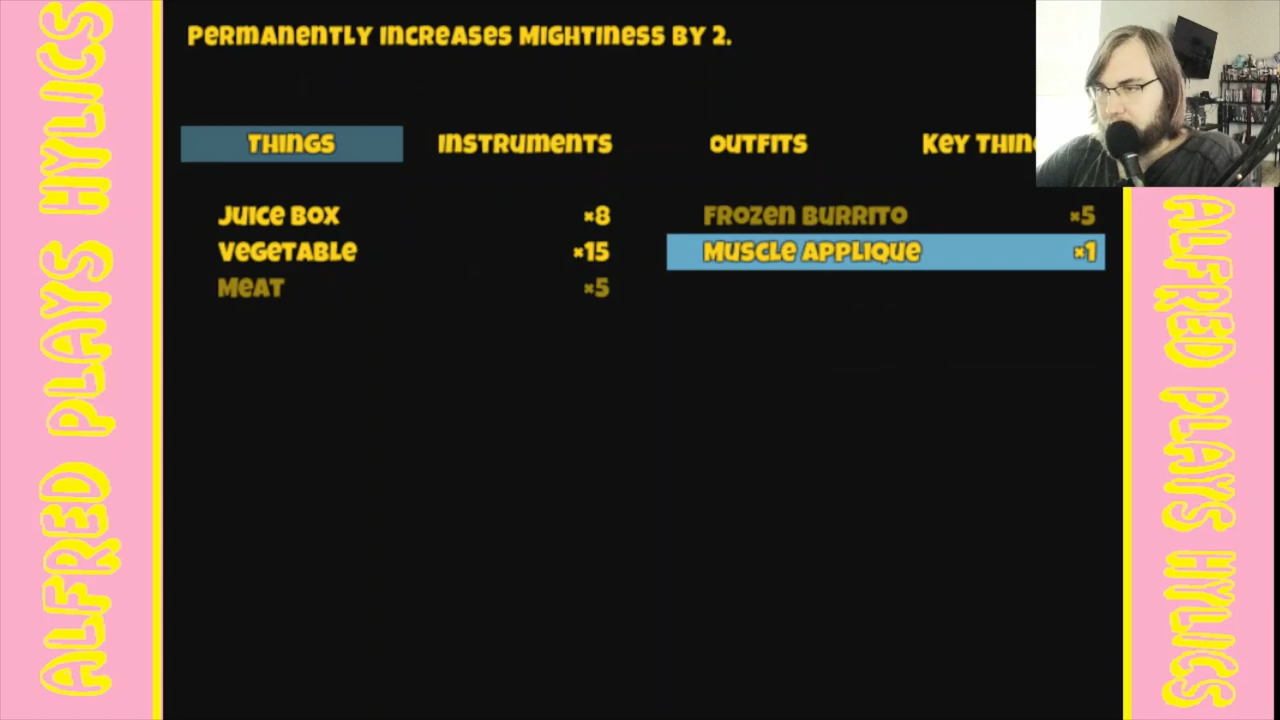 ALFRED PLAYS HYLICS
PERMANENTLY INCREASES MIGHTINESS BY 2.
THINGS INSTRUMENTS OUTFITS KEY THIN
JUICE BOX ×8 FROZEN BURRITO ×5
VEGETABLE ×15 MUSCLE APPLIQUE ×1
MEAT ×5
ALFRED PLAYS HYLICS